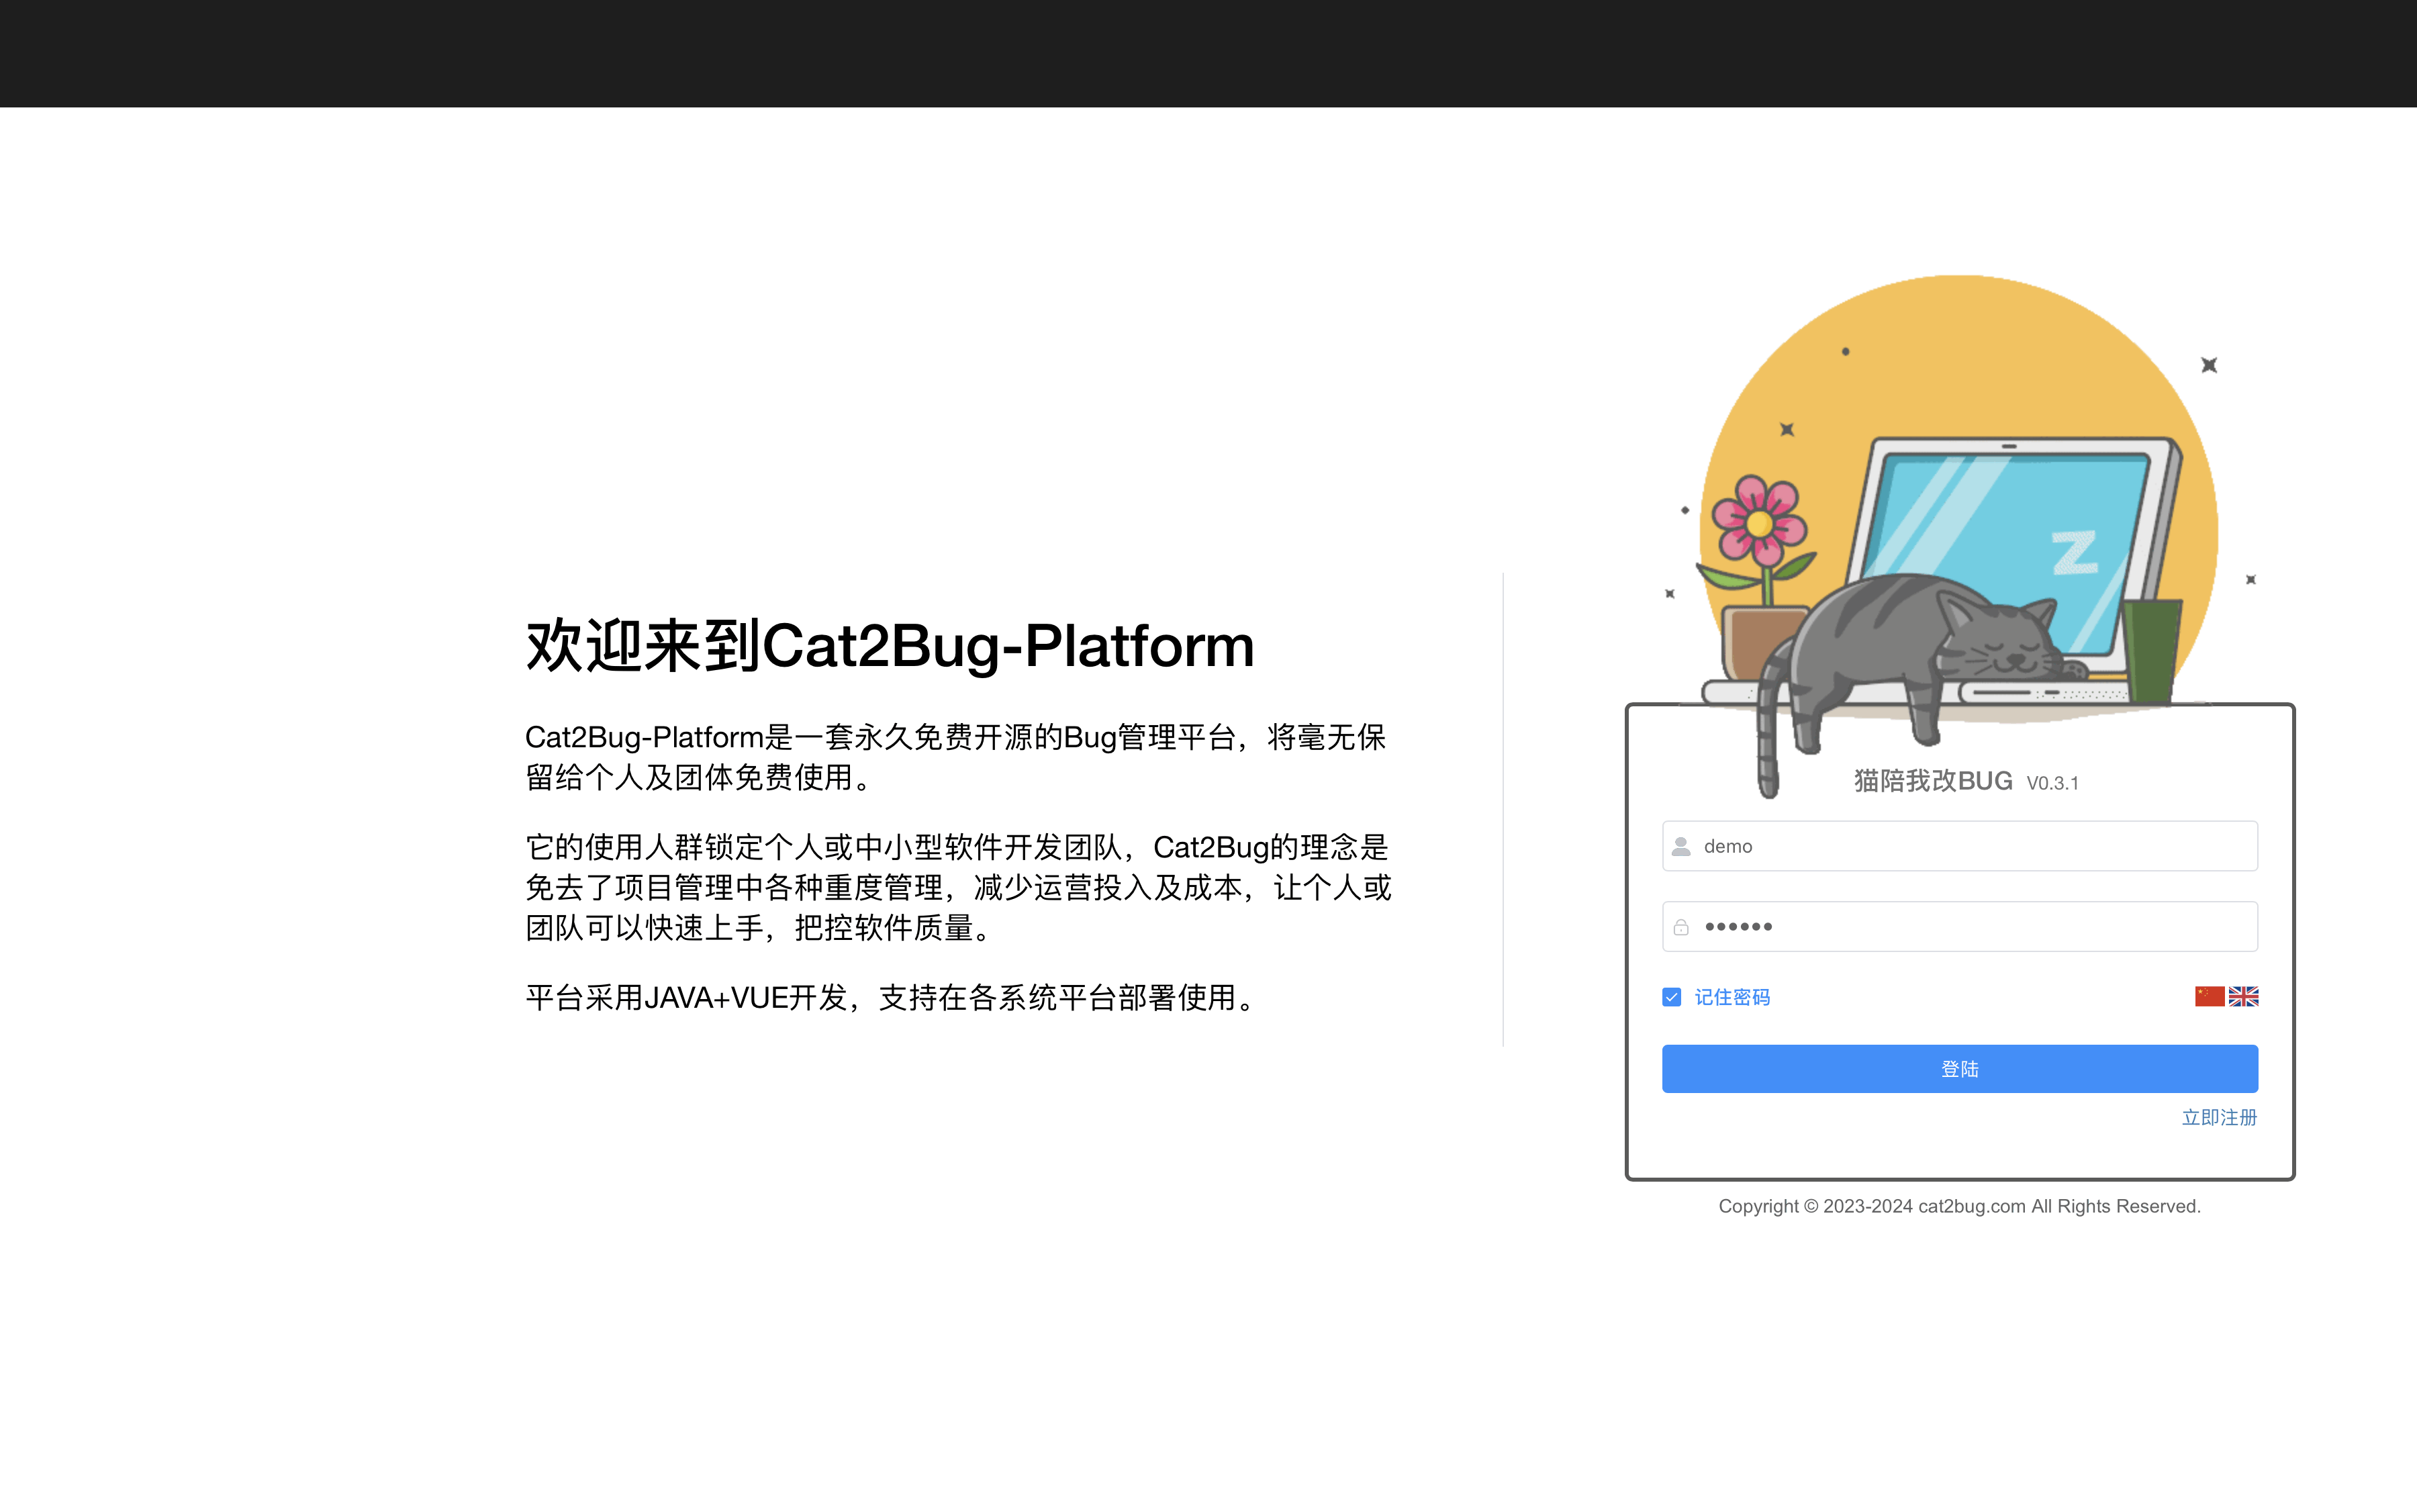 欢迎来到Cat2Bug-Platform
Cat2Bug-Platform是一套永久免费开源的Bug管理平台，将毫无保
留给个人及团体免费使用。
它的使用人群锁定个人或中小型软件开发团队，Cat2Bug的理念是
免去了项目管理中各种重度管理，减少运营投入及成本，让个人或
团队可以快速上手，把控软件质量。
平台采用JAVA+VUE开发，支持在各系统平台部署使用。
Z
猫陪我改BUG V0.3.1
demo
••••••
记住密码
登陆
立即注册
Copyright © 2023-2024 cat2bug.com All Rights Reserved.